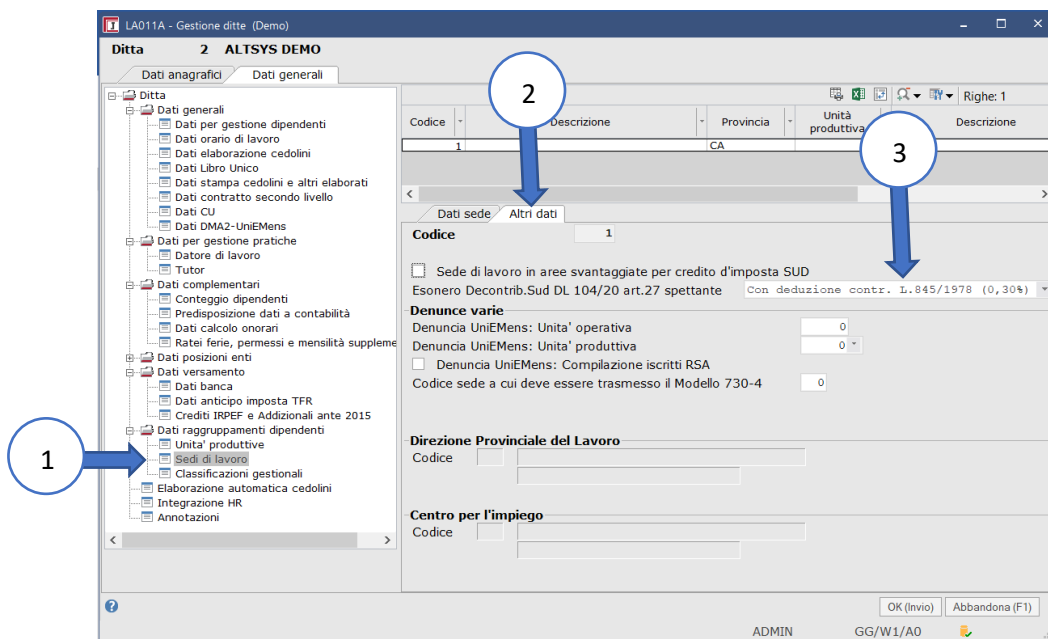 LA011A - Gestione ditte (Demo)
Ditta 2 ALTSYS DEMO
Dati anagrafici Dati generali
Ditta
Dati generali
Dati per gestione dipendenti
Dati orario di lavoro
Dati elaborazione cedolini
Dati Libro Unico
Dati stampa cedolini e altri elaborati
Dati contratto secondo livello
Dati CU
Dati DMA2-UniEMens
Dati per gestione pratiche
Datore di lavoro
Tutor
Dati complementari
Conteggio dipendenti
Predisposizione dati a contabilità
Dati calcolo onorari
Ratei ferie, permessi e mensilità suppleme
Dati posizioni enti
Dati versamento
Dati banca
Dati anticipo imposta TFR
Crediti IRPEF e Addizionali ante 2015
Dati raggruppamenti dipendenti
Unita' produttive
Sedi di lavoro
Classificazioni gestionali
Elaborazione automatica cedolini
Integrazione HR
Annotazioni
1
2
3
Righe: 1
Codice Descrizione Provincia Unità produttiva Descrizione
1 CA
Dati sede Altri dati
Codice 1
Sede di lavoro in aree svantaggiate per credito d'imposta SUD
Esonero Decontrib.Sud DL 104/20 art.27 spettante Con deduzione contr. L.845/1978 (0,30%)
Denunce varie
Denuncia UniEMens: Unita' operativa 0
Denuncia UniEMens: Unita' produttiva 0
Denuncia UniEMens: Compilazione iscritti RSA
Codice sede a cui deve essere trasmesso il Modello 730-4 0
Direzione Provinciale del Lavoro
Codice
Centro per l'impiego
Codice
OK (Invio) Abbandona (F1)
ADMIN GG/W1/A0